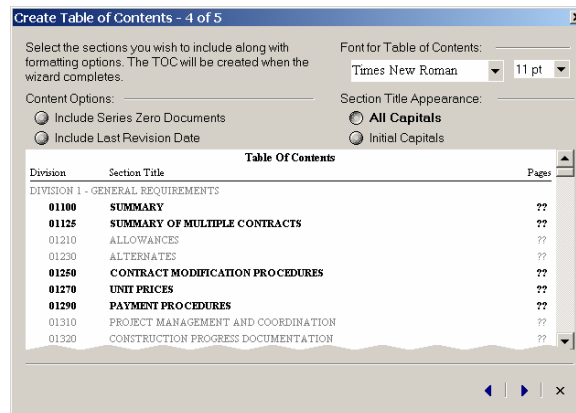 Create Table of Contents - 4 of 5
Select the sections you wish to include along with
formatting options. The TOC will be created when the
wizard completes.
Font for Table of Contents:
Times New Roman
11 pt
Content Options:
Include Series Zero Documents
Include Last Revision Date
Section Title Appearance:
All Capitals
Initial Capitals
Table Of Contents
Division Section Title Pages
DIVISION 1 - GENERAL REQUIREMENTS
01100 SUMMARY ??
01125 SUMMARY OF MULTIPLE CONTRACTS ??
01210 ALLOWANCES ??
01230 ALTERNATES ??
01250 CONTRACT MODIFICATION PROCEDURES ??
01270 UNIT PRICES ??
01290 PAYMENT PROCEDURES ??
01310 PROJECT MANAGEMENT AND COORDINATION ??
01320 CONSTRUCTION PROGRESS DOCUMENTATION ??